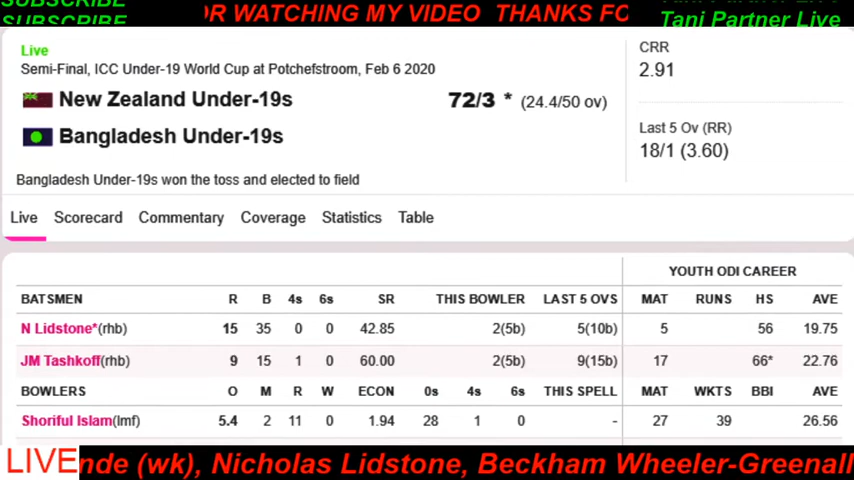 SUBSCRIBE
SUBSCRIBE
OR WATCHING MY VIDEO THANKS FO
Tani Partner Live
Live
Semi-Final, ICC Under-19 World Cup at Potchefstroom, Feb 6 2020
New Zealand Under-19s 72/3 * (24.4/50 ov)
Bangladesh Under-19s
Bangladesh Under-19s won the toss and elected to field
CRR
2.91
Last 5 Ov (RR)
18/1 (3.60)
Live Scorecard Commentary Coverage Statistics Table
YOUTH ODI CAREER
BATSMEN R B 4s 6s SR THIS BOWLER LAST 5 OVS MAT RUNS HS AVE
N Lidstone*(rhb) 15 35 0 0 42.85 2(5b) 5(10b) 5 56 19.75
JM Tashkoff(rhb) 9 15 1 0 60.00 2(5b) 9(15b) 17 66* 22.76
BOWLERS O M R W ECON 0s 4s 6s THIS SPELL MAT WKTS BBI AVE
Shoriful Islam(lmf) 5.4 2 11 0 1.94 28 1 0 - 27 39 26.56
LIVE nde (wk), Nicholas Lidstone, Beckham Wheeler-Greenall